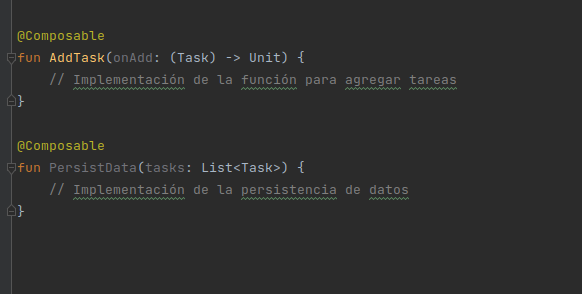 @Composable
fun AddTask(onAdd: (Task) -> Unit) {
    // Implementación de la función para agregar tareas
}
@Composable
fun PersistData(tasks: List<Task>) {
    // Implementación de la persistencia de datos
}